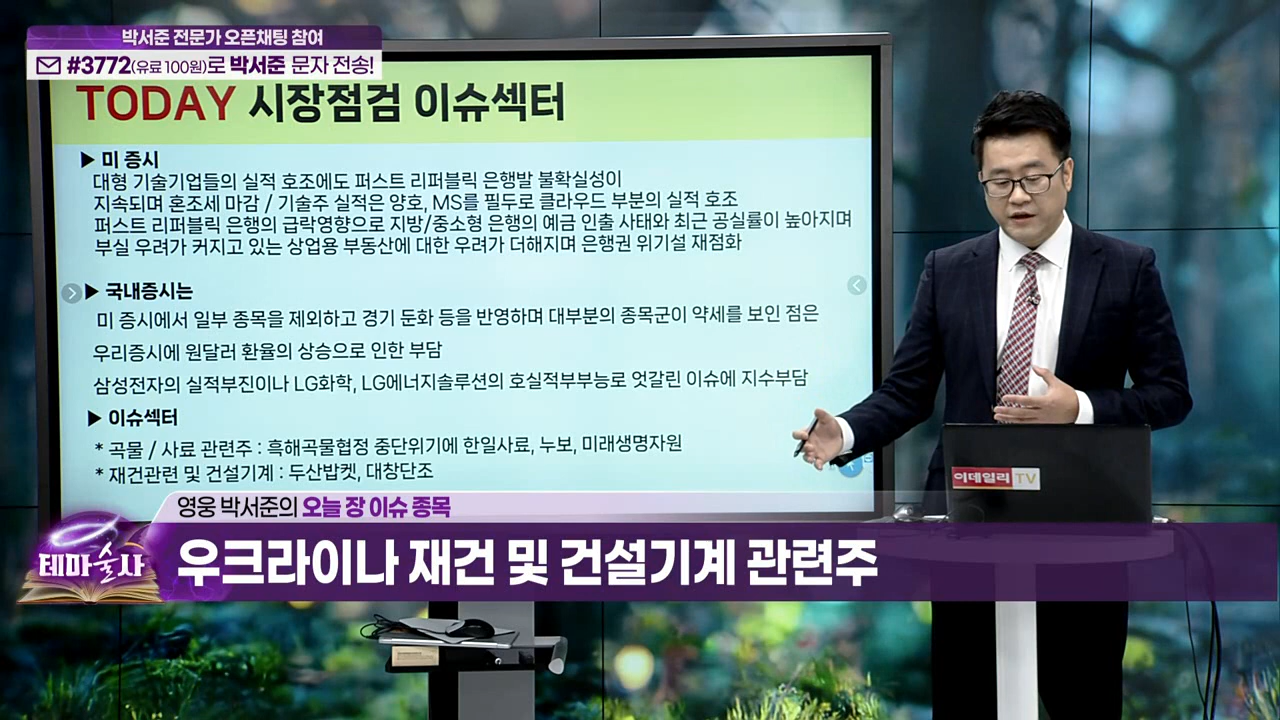 박서준 전문가 오픈채팅 참여
#3772(유료 100원)로 박서준 문자 전송!
TODAY 시장점검 이슈섹터
▶ 미 증시
대형 기술기업들의 실적 호조에도 퍼스트 리퍼블릭 은행발 불확실성이
지속되며 혼조세 마감 / 기술주 실적은 양호, MS를 필두로 클라우드 부분의 실적 호조
퍼스트 리퍼블릭 은행의 급락영향으로 지방/중소형 은행의 예금 인출 사태와 최근 공실률이 높아지며
부실 우려가 커지고 있는 상업용 부동산에 대한 우려가 더해지며 은행권 위기설 재점화
▶ 국내증시는
미 증시에서 일부 종목을 제외하고 경기 둔화 등을 반영하며 대부분의 종목군이 약세를 보인 점은
우리증시에 원달러 환율의 상승으로 인한 부담
삼성전자의 실적부진이나 LG화학, LG에너지솔루션의 호실적부부능로 엇갈린 이슈에 지수부담
▶ 이슈섹터
* 곡물 / 사료 관련주 : 흑해곡물협정 중단위기에 한일사료, 누보, 미래생명자원
* 재건관련 및 건설기계 : 두산밥켓, 대창단조
이데일리 TV
영웅 박서준의 오늘 장 이슈 종목
테마술사
우크라이나 재건 및 건설기계 관련주